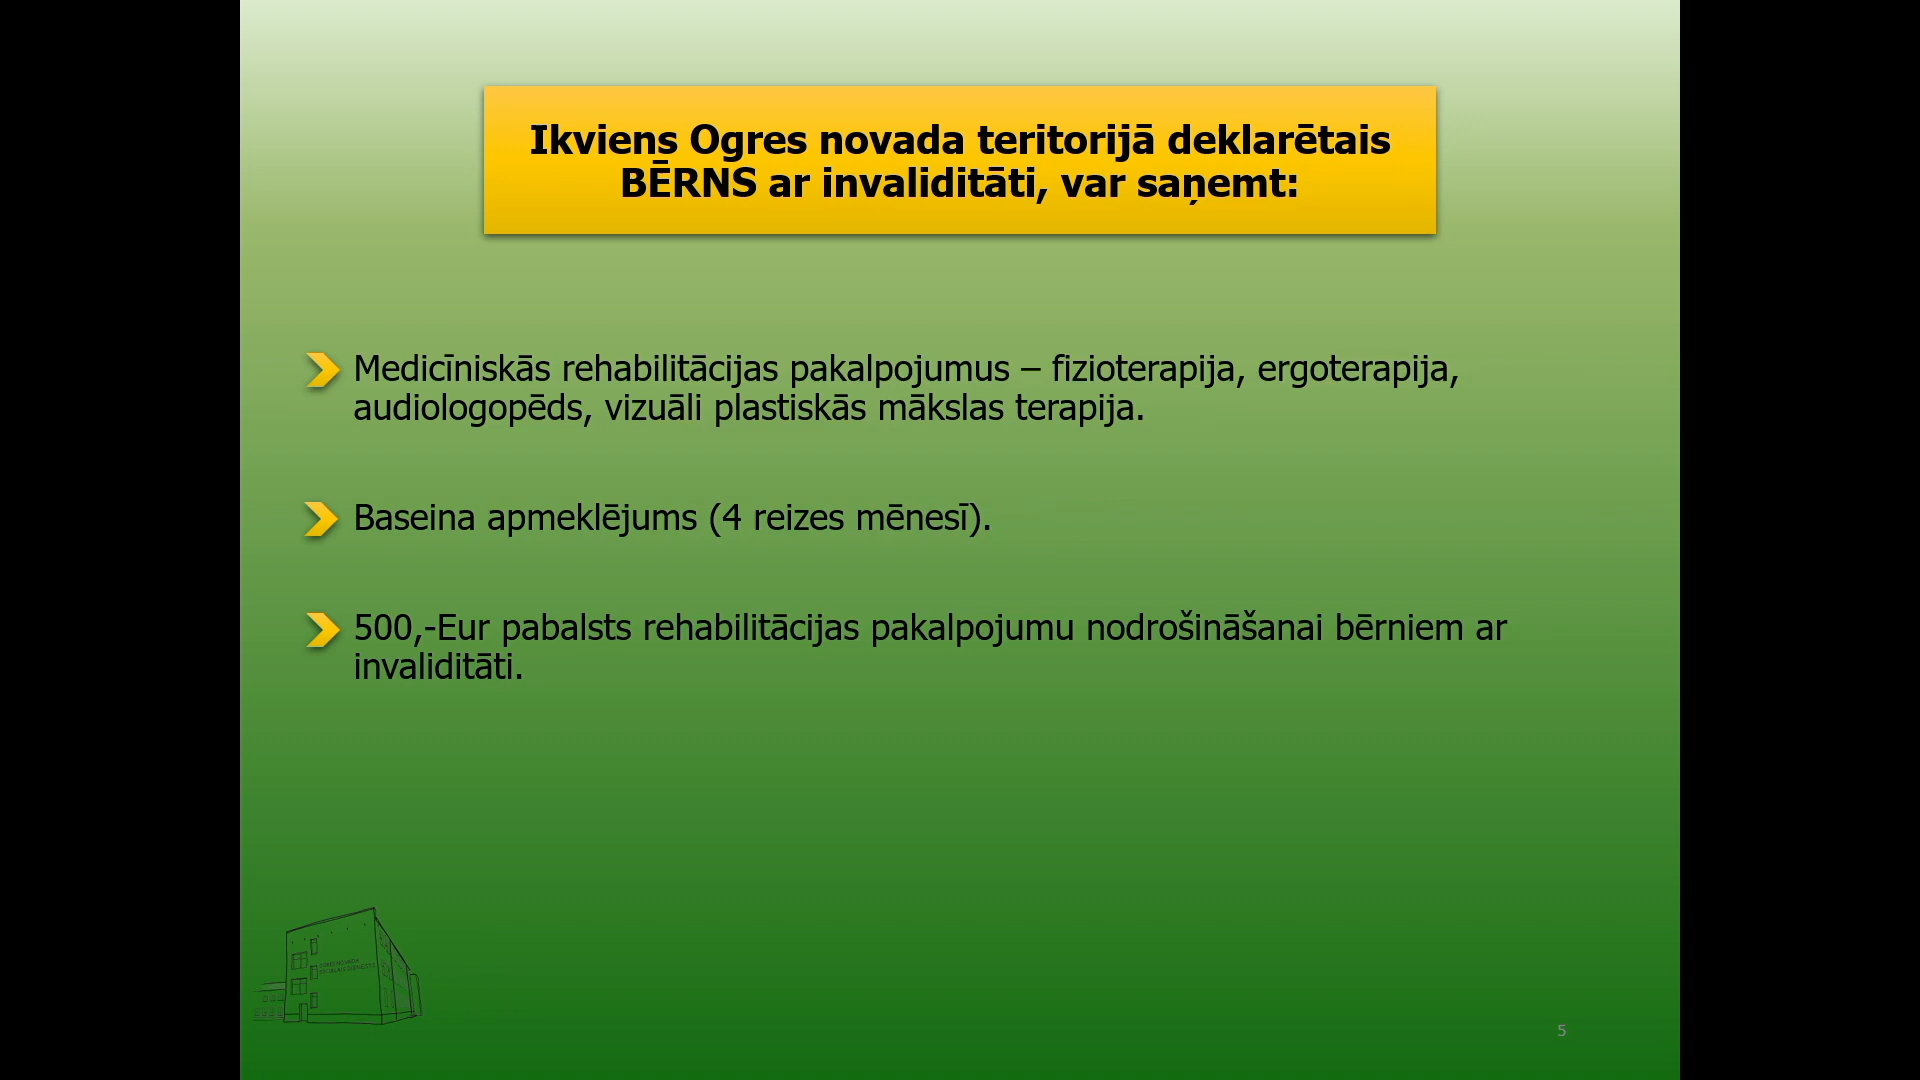 Ikviens Ogres novada teritorijā deklarētais
BĒRNS ar invaliditāti, var saņemt:
Medicīniskās rehabilitācijas pakalpojumus – fizioterapija, ergoterapija,
audiologopēds, vizuāli plastiskās mākslas terapija.
Baseina apmeklējums (4 reizes mēnesī).
500,-Eur pabalsts rehabilitācijas pakalpojumu nodrošināšanai bērniem ar
invaliditāti.
5